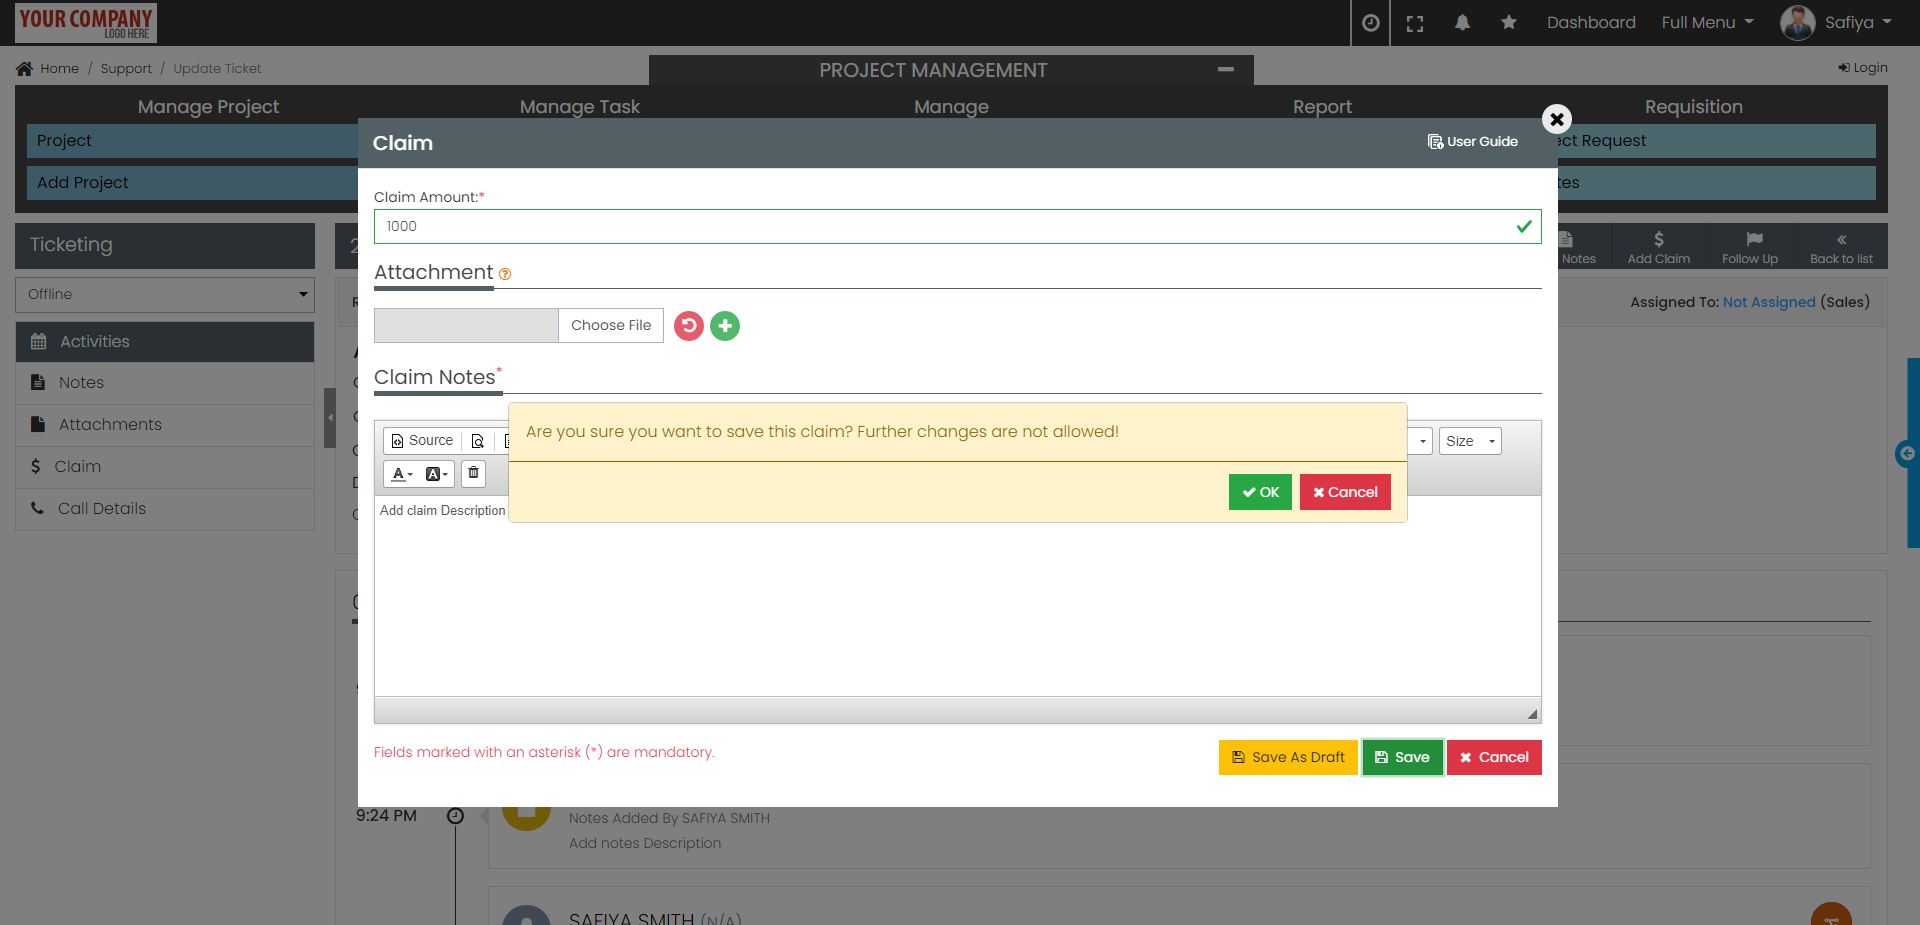 YOUR COMPANY
LOGO HERE
Dashboard
Full Menu
Safiya
Home / Support / Update Ticket
PROJECT MANAGEMENT
Login
Manage Project
Manage Task
Manage
Report
Requisition
Project
ect Request
Add Project
tes
Claim
User Guide
Claim Amount:*
1000
Ticketing
2
Notes
Add Claim
Follow Up
Back to list
Attachment
Offline
Assigned To: Not Assigned (Sales)
Choose File
Activities
Notes
Attachments
Claim
Call Details
Claim Notes*
Source
Size
Are you sure you want to save this claim? Further changes are not allowed!
OK
Cancel
Add claim Description
Fields marked with an asterisk (*) are mandatory.
Save As Draft
Save
Cancel
9:24 PM
Notes Added By SAFIYA SMITH
Add notes Description
SAFIYA SMITH (N/A)